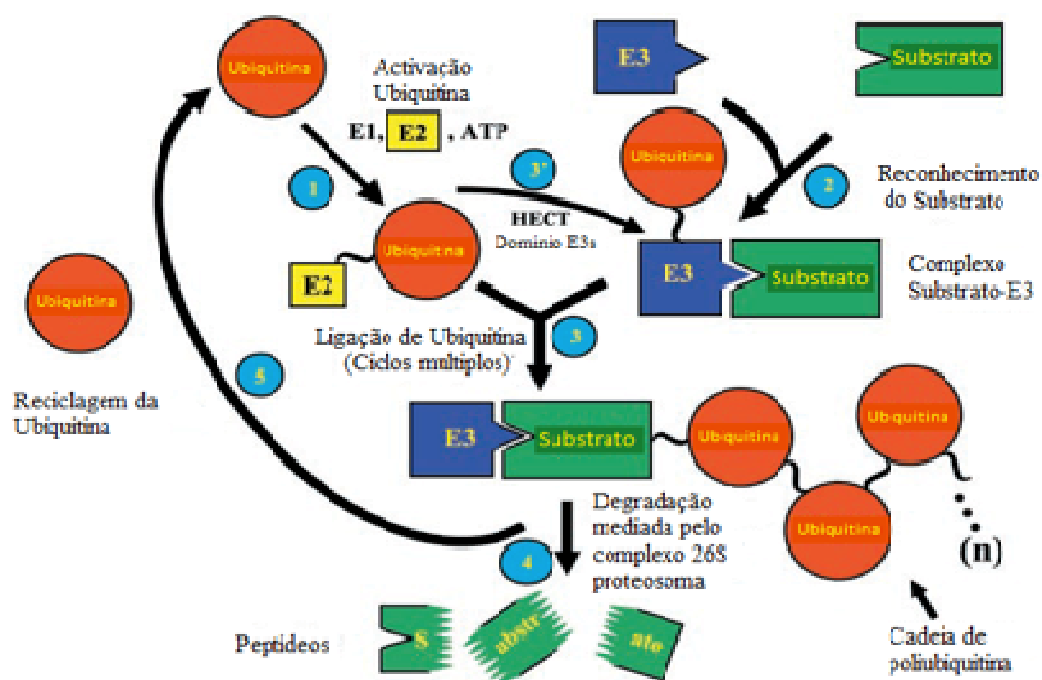 Ubiquitina
Activação
Ubiquitina
E1, E2 , ATP
1
E3
Substrato
2
Reconhecimento
do Substrato
Ubiquitina
3'
HECT
Dominio E3s
Ubiquitina
E2
E3
Substrato
Complexo
Substrato-E3
Ubiquitina
Reciclagem da
Ubiquitina
5
Ligação de Ubiquitina
(Ciclos múltiplos)
3
E3
Substrato
Ubiquitina
Ubiquitina
Ubiquitina
(n)
Cadeia de
poliubiquitina
4
Degradação
mediada pelo
complexo 26S
proteosoma
Peptideos
S
abstr
ate